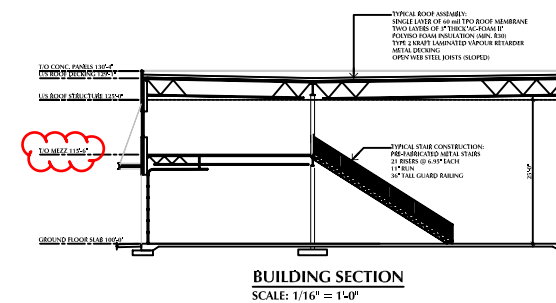 TYPICAL ROOF ASSEMBLY:
SINGLE LAYER OF 60 mil TPO ROOF MEMBRANE
TWO LAYERS OF 3" THICK 'AC-FOAM II'
POLYISO FOAM INSULATION (MIN. R30)
TYPE 2 KRAFT LAMINATED VAPOUR RETARDER
METAL DECKING
OPEN WEB STEEL JOISTS (SLOPED)
T/O CONC. PANELS 130'-4"
U/S ROOF DECKING 129'-1"
U/S ROOF STRUCTURE 125'-0"
T/O MEZZ 115'-6"
TYPICAL STAIR CONSTRUCTION:
PRE-FABRICATED METAL STAIRS
21 RISERS @ 6.95" EACH
11" RUN
36" TALL GUARD RAILING
25'-0"
GROUND FLOOR SLAB 100'-0"
BUILDING SECTION
SCALE: 1/16" = 1'-0"